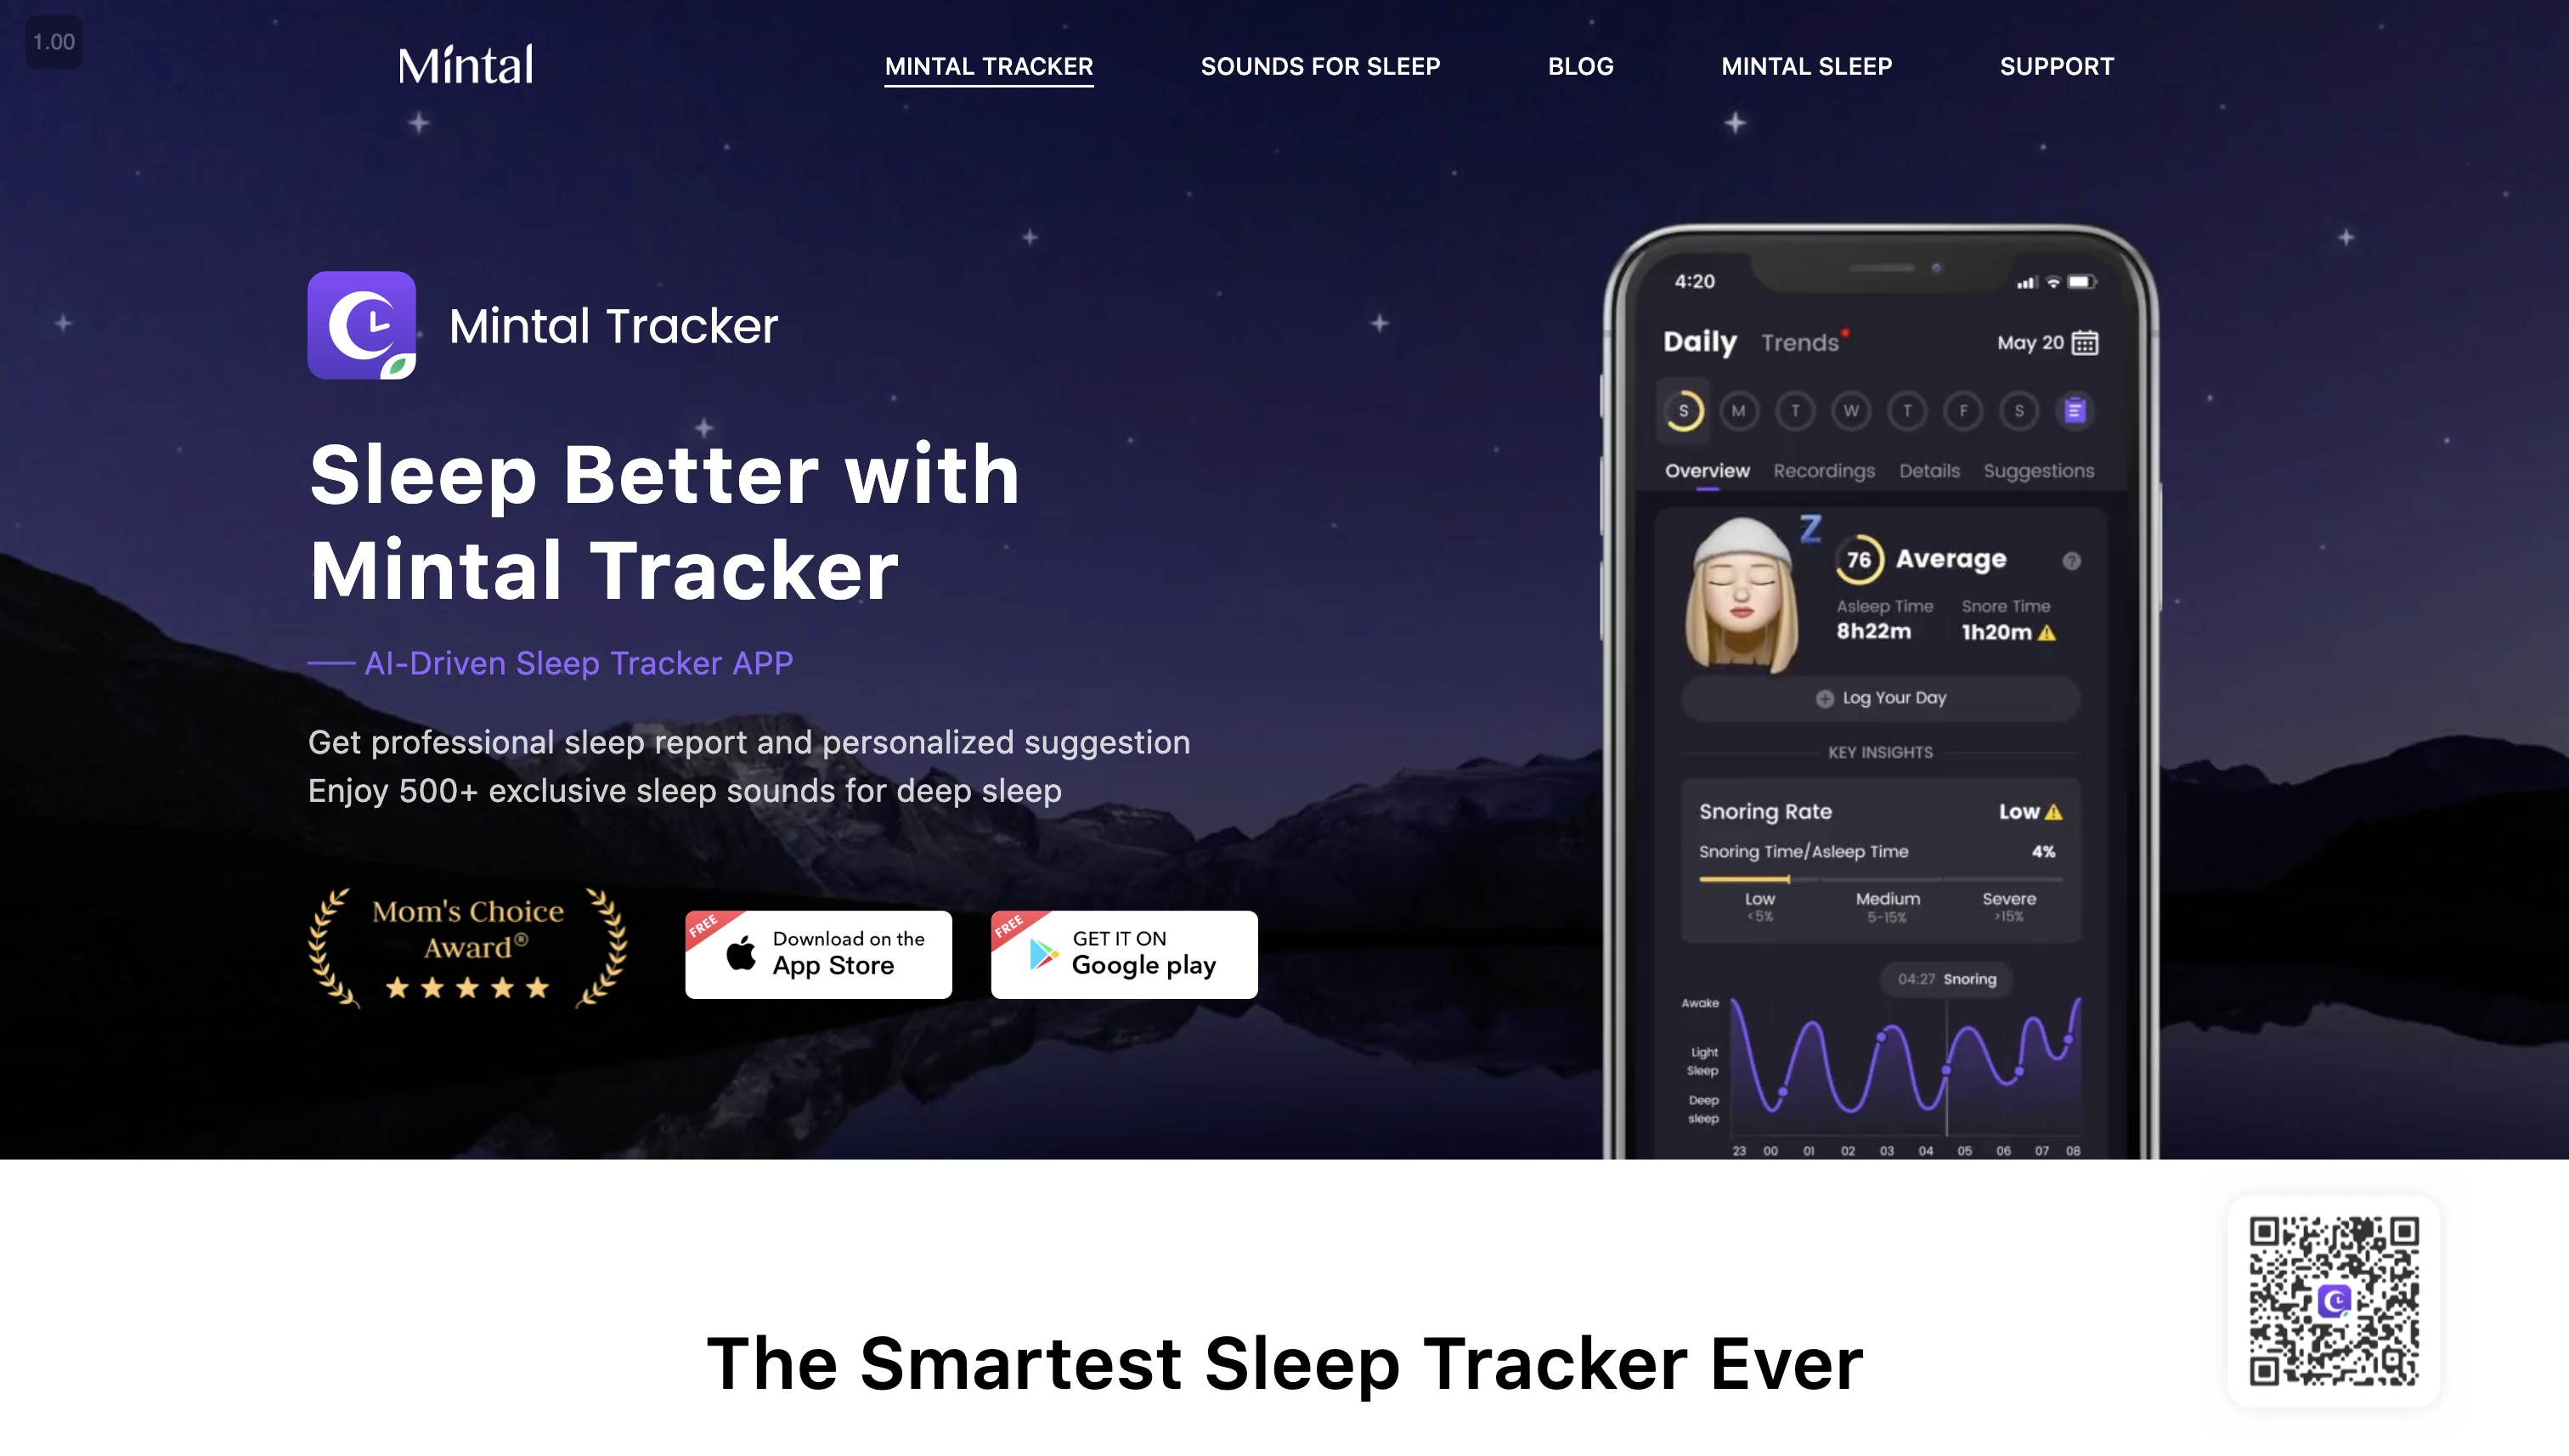 1.00
Mintal
MINTAL TRACKER
SOUNDS FOR SLEEP
BLOG
MINTAL SLEEP
SUPPORT
Mintal Tracker
Sleep Better with
Mintal Tracker
AI-Driven Sleep Tracker APP
Get professional sleep report and personalized suggestion
Enjoy 500+ exclusive sleep sounds for deep sleep
Mom's Choice
Award®
FREE
Download on the
App Store
FREE
GET IT ON
Google play
4:20
Daily Trends May 20
S M T W T F S
Overview Recordings Details Suggestions
Z
76 Average ?
Asleep Time Snore Time
8h22m 1h20m
Log Your Day
KEY INSIGHTS
Snoring Rate Low
Snoring Time/Asleep Time 4%
Low Medium Severe
<5% 5-15% >15%
04:27 Snoring
Awake
Light
Sleep
Deep
sleep
23 00 01 02 03 04 05 06 07 08
The Smartest Sleep Tracker Ever